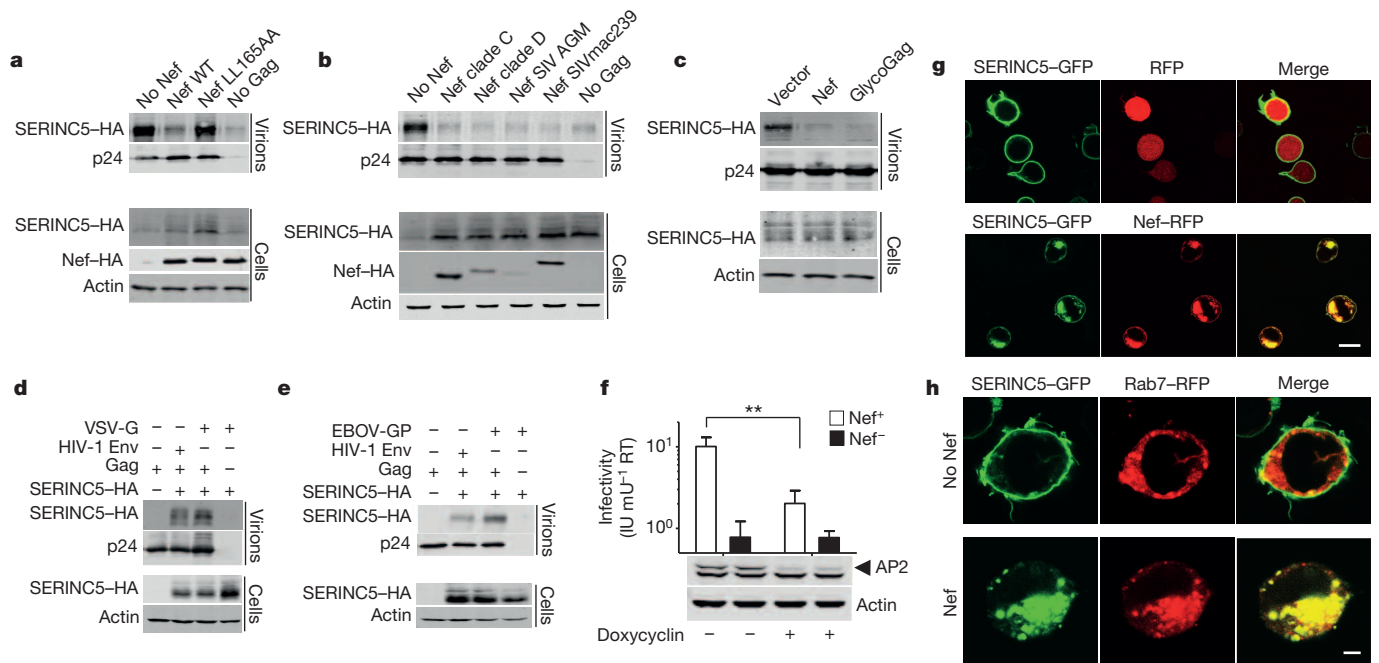 a
No Nef
Nef WT
Nef LL165AA
No Gag
SERINC5–HA
p24
Virions
SERINC5–HA
Nef–HA
Actin
Cells
b
No Nef
Nef clade C
Nef clade D
Nef SIV AGM
Nef SIVmac239
No Gag
SERINC5–HA
p24
Virions
SERINC5–HA
Nef–HA
Actin
Cells
c
Vector
Nef
GlycoGag
SERINC5–HA
p24
Virions
SERINC5–HA
Actin
Cells
d
VSV-G – – + +
HIV-1 Env – + – –
Gag + + + –
SERINC5–HA – + + +
SERINC5–HA
p24
Virions
SERINC5–HA
Actin
Cells
e
EBOV-GP – – + +
HIV-1 Env – + – –
Gag + + + –
SERINC5–HA – + + +
SERINC5–HA
p24
Virions
SERINC5–HA
Actin
Cells
f
**
Nef⁺
Nef⁻
Infectivity
(IU mU⁻¹ RT)
10¹
10⁰
AP2
Actin
Doxycyclin – – + +
g
SERINC5–GFP RFP Merge
SERINC5–GFP Nef–RFP
h
SERINC5–GFP Rab7–RFP Merge
No Nef
Nef